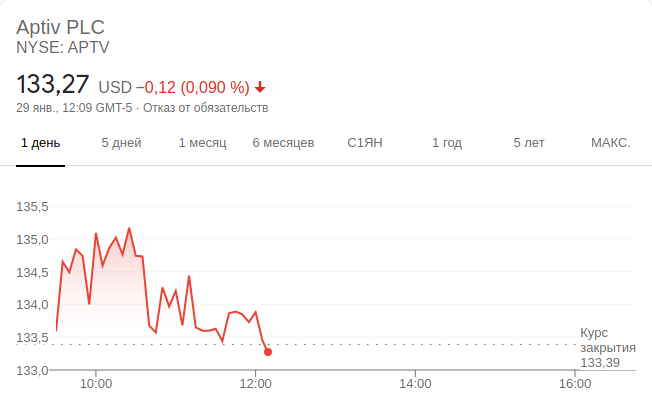 Aptiv PLC
NYSE: APTV
133,27 USD −0,12 (0,090 %)
29 янв., 12:09 GMT-5 · Отказ от обязательств
1 день 5 дней 1 месяц 6 месяцев С1ЯН 1 год 5 лет МАКС.
135,5
135,0
134,5
134,0
133,5
133,0
Курс
закрытия
133,39
10:00 12:00 14:00 16:00